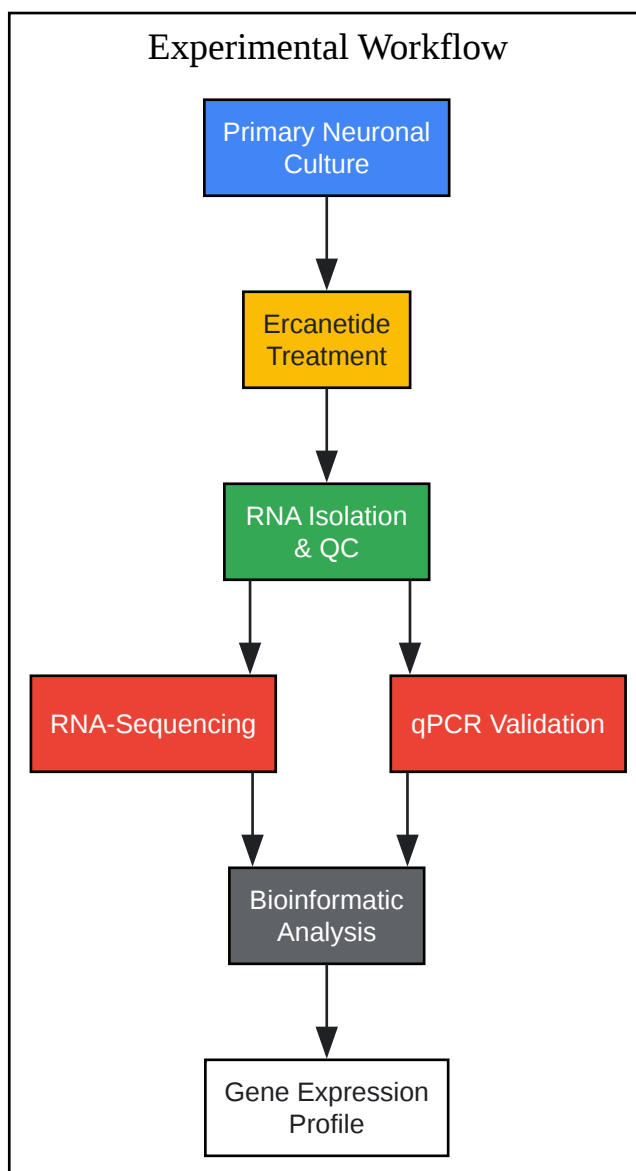 Experimental Workflow
Primary Neuronal
Culture
Ercanetide
Treatment
RNA Isolation
& QC
RNA-Sequencing
qPCR Validation
Bioinformatic
Analysis
Gene Expression
Profile